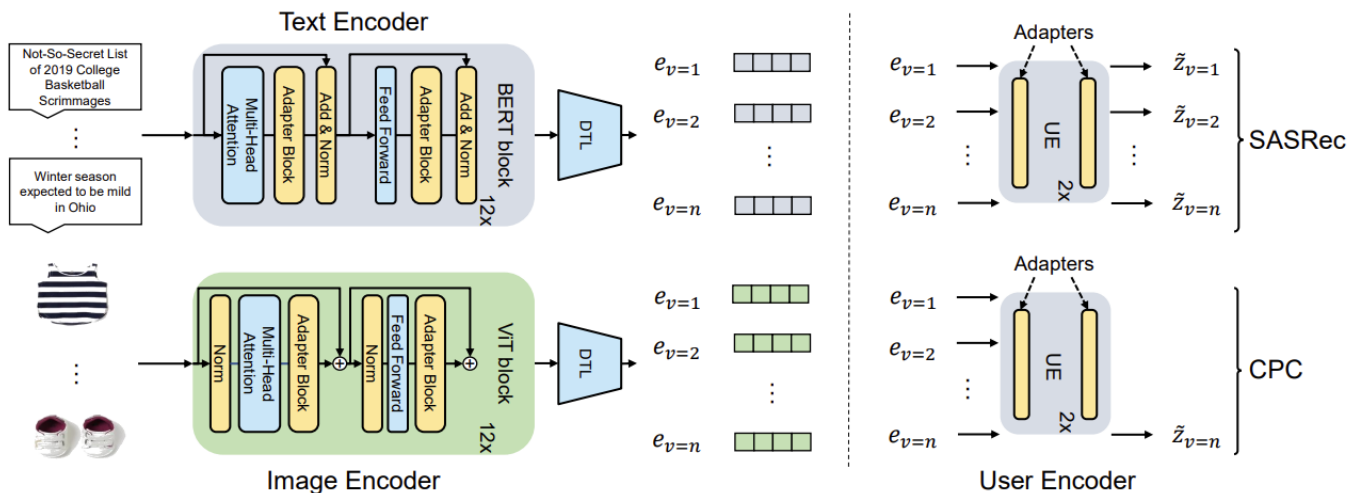 Text Encoder
Not-So-Secret List
of 2019 College
Basketball
Scrimmages
Winter season
expected to be mild
in Ohio
Multi-Head
Attention
Adapter Block
Add & Norm
Feed Forward
Adapter Block
Add & Norm
BERT block
12x
DTL
e_{v=1}
e_{v=2}
e_{v=n}
Norm
Multi-Head
Attention
Adapter Block
+
Norm
Feed Forward
Adapter Block
+
ViT block
12x
DTL
e_{v=1}
e_{v=2}
e_{v=n}
Image Encoder
Adapters
e_{v=1}
e_{v=2}
e_{v=n}
UE
2x
z̃_{v=1}
z̃_{v=2}
z̃_{v=n}
SASRec
Adapters
e_{v=1}
e_{v=2}
e_{v=n}
UE
2x
z̃_{v=n}
CPC
User Encoder